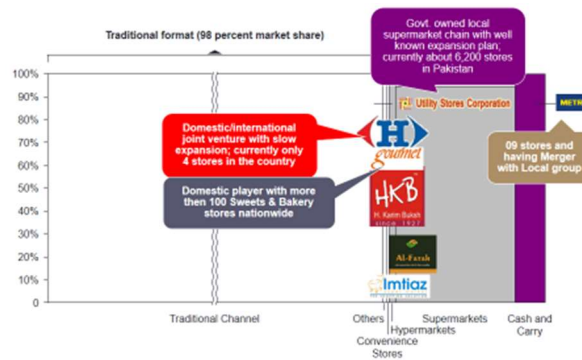 Traditional format (98 percent market share)
Govt. owned local
supermarket chain with well
known expansion plan;
currently about 6,200 stores
in Pakistan
100%
90%
80%
70%
60%
50%
40%
30%
20%
10%
0
Utility Stores Corporation
METR
Domestic/international
joint venture with slow
expansion; currently only
4 stores in the country
H
gourmet
09 stores and
having Merger
with Local group
Domestic player with more
then 100 Sweets & Bakery
stores nationwide
HKB
H. Karim Buksh
since 1927
Al-Fatah
Imtiaz
Traditional Channel
Others
Convenience
Stores
Hypermarkets
Supermarkets
Cash and
Carry